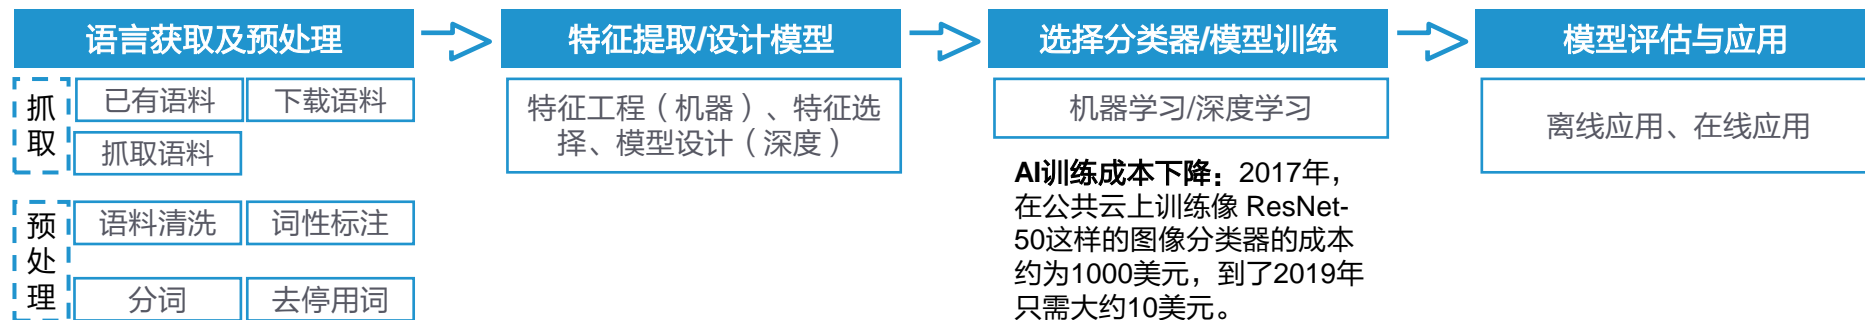 语言获取及预处理
抓取
已有语料
下载语料
抓取语料
预处理
语料清洗
词性标注
分词
去停用词
特征提取/设计模型
特征工程（机器）、特征选
择、模型设计（深度）
选择分类器/模型训练
机器学习/深度学习
AI训练成本下降：2017年，
在公共云上训练像 ResNet-
50这样的图像分类器的成本
约为1000美元，到了2019年
只需大约10美元。
模型评估与应用
离线应用、在线应用